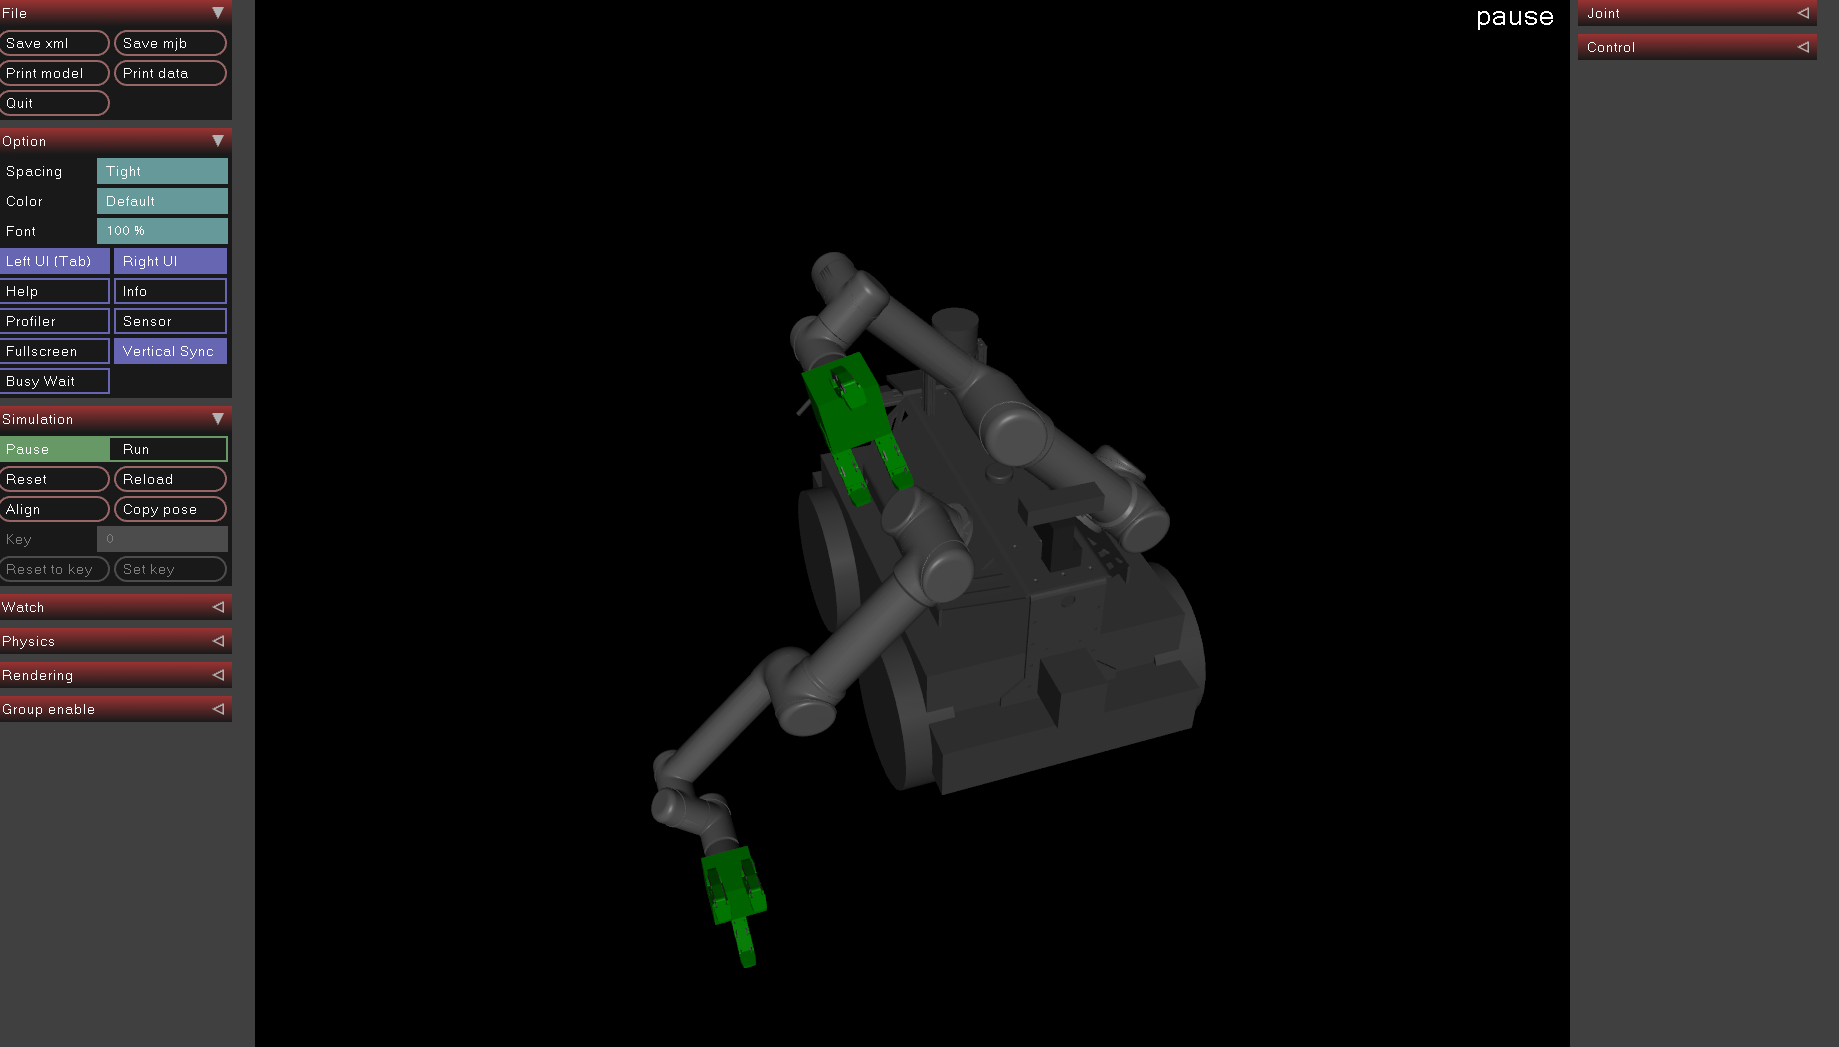 File
Save xml
Save mjb
Print model
Print data
Quit
Option
Spacing
Tight
Color
Default
Font
100 %
Left UI (Tab)
Right UI
Help
Info
Profiler
Sensor
Fullscreen
Vertical Sync
Busy Wait
Simulation
Pause
Run
Reset
Reload
Align
Copy pose
Key
0
Reset to key
Set key
Watch
Physics
Rendering
Group enable
pause
Joint
Control